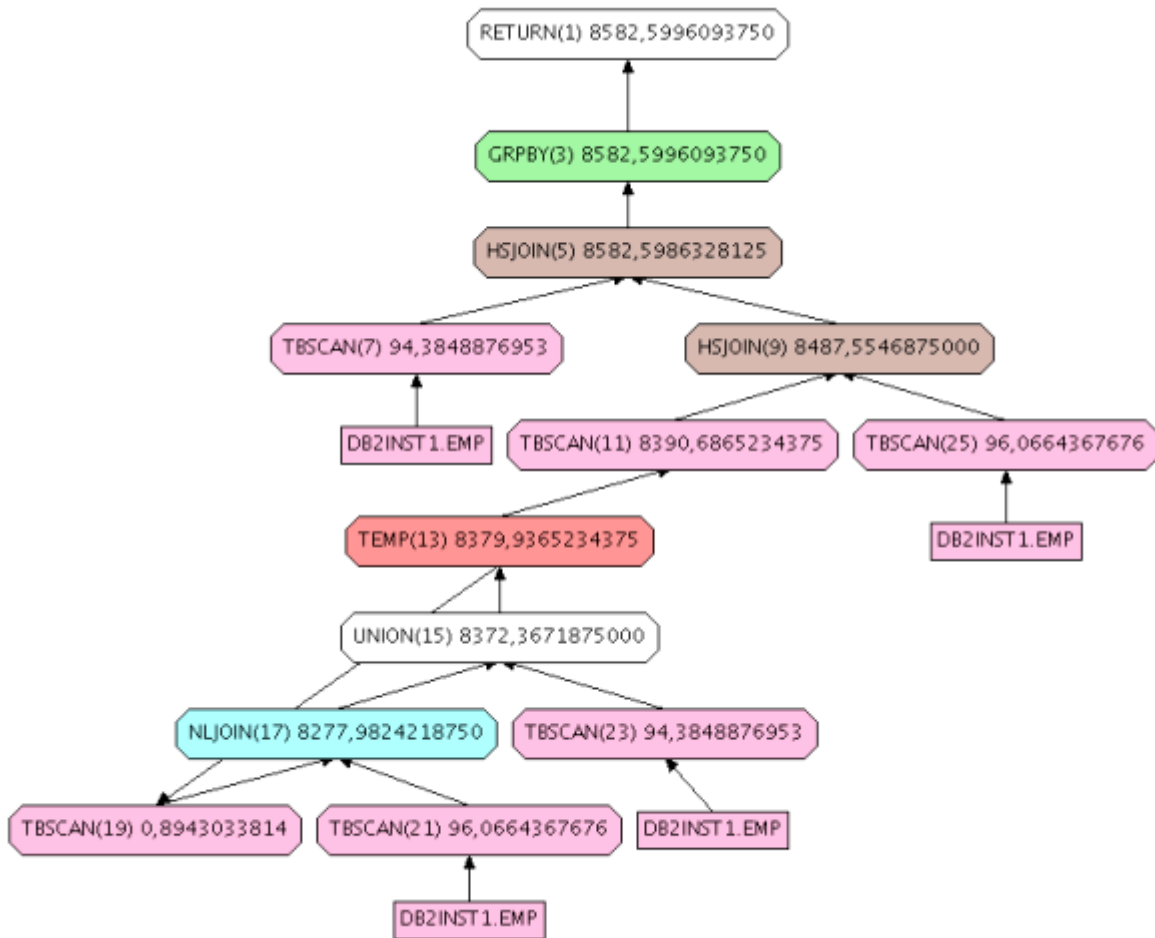 RETURN(1) 8582,5996093750
GRPBY(3) 8582,5996093750
HSJOIN(5) 8582,5986328125
TBSCAN(7) 94,3848876953
HSJOIN(9) 8487,5546875000
DB2INST1.EMP
TBSCAN(11) 8390,6865234375
TBSCAN(25) 96,0664367676
TEMP(13) 8379,9365234375
DB2INST1.EMP
UNION(15) 8372,3671875000
NLJOIN(17) 8277,9824218750
TBSCAN(23) 94,3848876953
TBSCAN(19) 0,8943033814
TBSCAN(21) 96,0664367676
DB2INST1.EMP
DB2INST1.EMP